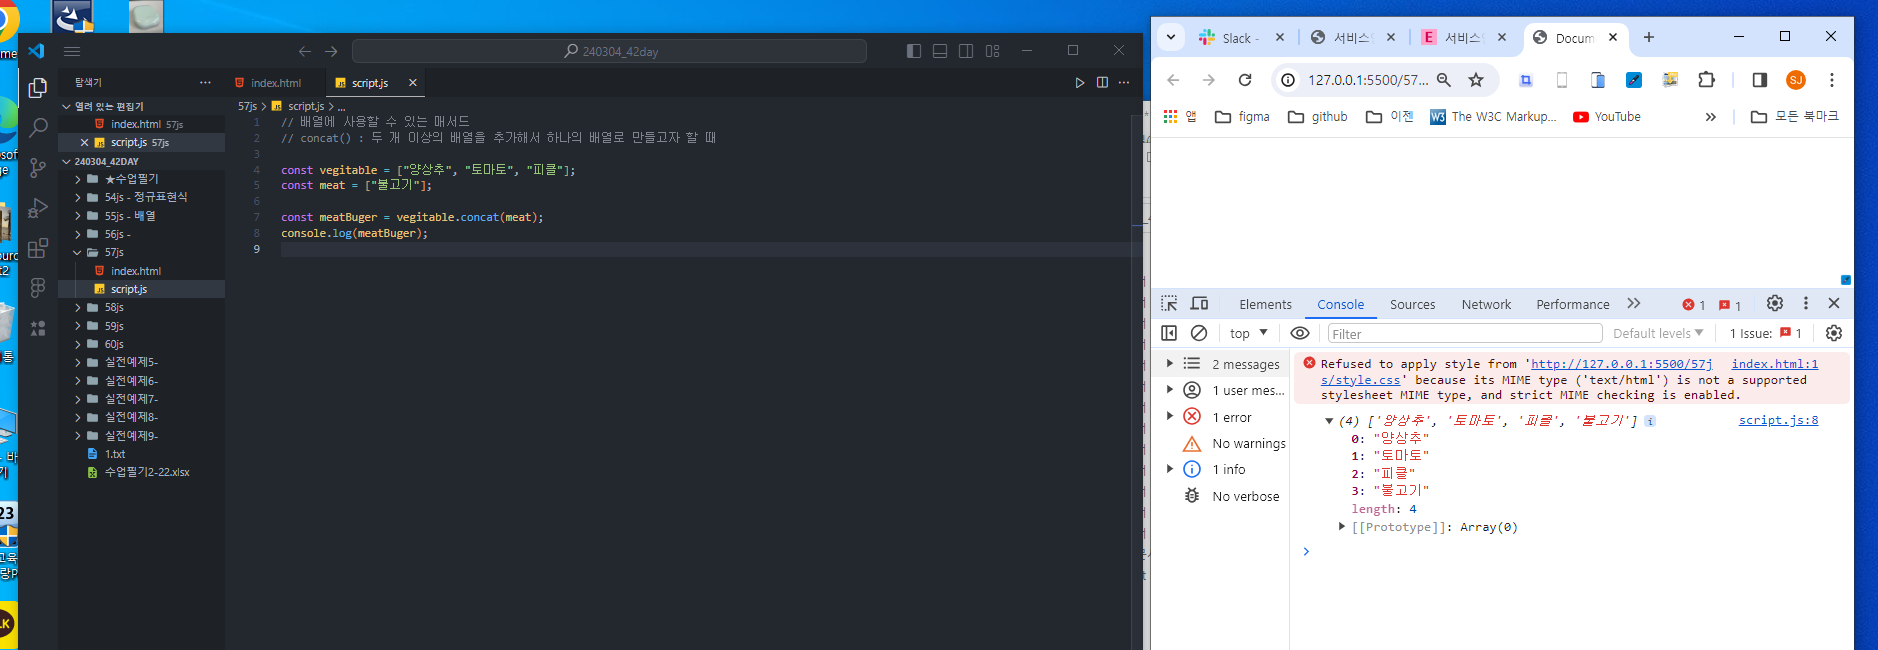 240304_42day
탐색기
index.html
script.js
열려 있는 편집기
index.html 57js
script.js 57js
240304_42DAY
★수업필기
54js - 정규표현식
55js - 배열
56js -
57js
index.html
script.js
58js
59js
60js
실전예제5-
실전예제6-
실전예제7-
실전예제8-
실전예제9-
1.txt
수업필기2-22.xlsx
57js > script.js > ...
1 // 배열에 사용할 수 있는 매서드
2 // concat() : 두 개 이상의 배열을 추가해서 하나의 배열로 만들고자 할 때
3
4 const vegitable = ["양상추", "토마토", "피클"];
5 const meat = ["불고기"];
6
7 const meatBuger = vegitable.concat(meat);
8 console.log(meatBuger);
9
Slack -
서비스
서비스
Docum
127.0.0.1:5500/57...
SJ
앱
figma
github
이젠
The W3C Markup...
YouTube
모든 북마크
Elements
Console
Sources
Network
Performance
1
1
top
Filter
Default levels
1 Issue: 1
2 messages
1 user mes...
1 error
No warnings
1 info
No verbose
Refused to apply style from 'http://127.0.0.1:5500/57j index.html:1
s/style.css' because its MIME type ('text/html') is not a supported
stylesheet MIME type, and strict MIME checking is enabled.
(4) ['양상추', '토마토', '피클', '불고기'] script.js:8
0: "양상추"
1: "토마토"
2: "피클"
3: "불고기"
length: 4
[[Prototype]]: Array(0)